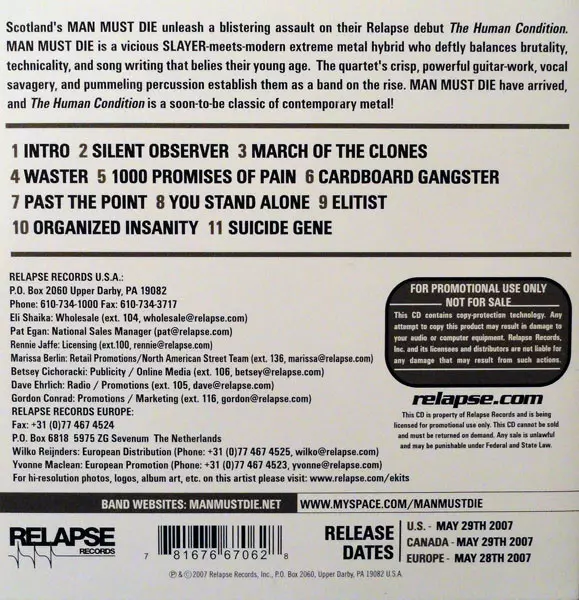 Scotland's MAN MUST DIE unleash a blistering assault on their Relapse debut The Human Condition.
MAN MUST DIE is a vicious SLAYER-meets-modern extreme metal hybrid who deftly balances brutality,
technicality, and song writing that belies their young age. The quartet's crisp, powerful guitar-work, vocal
savagery, and pummeling percussion establish them as a band on the rise. MAN MUST DIE have arrived,
and The Human Condition is a soon-to-be classic of contemporary metal!
1 INTRO 2 SILENT OBSERVER 3 MARCH OF THE CLONES
4 WASTER 5 1000 PROMISES OF PAIN 6 CARDBOARD GANGSTER
7 PAST THE POINT 8 YOU STAND ALONE 9 ELITIST
10 ORGANIZED INSANITY 11 SUICIDE GENE
RELAPSE RECORDS U.S.A.:
P.O. Box 2060 Upper Darby, PA 19082
Phone: 610-734-1000 Fax: 610-734-3717
Eli Shaika: Wholesale (ext. 104, wholesale@relapse.com)
Pat Egan: National Sales Manager (pat@relapse.com)
Rennie Jaffe: Licensing (ext.100, rennie@relapse.com)
Marissa Berlin: Retail Promotions/North American Street Team (ext. 136, marissa@relapse.com)
Betsey Cichoracki: Publicity / Online Media (ext. 106, betsey@relapse.com)
Dave Ehrlich: Radio / Promotions (ext. 105, dave@relapse.com)
Gordon Conrad: Promotions / Marketing (ext. 116, gordon@relapse.com)
RELAPSE RECORDS EUROPE:
Fax: +31 (0)77 467 4524
P.O. Box 6818 5975 ZG Sevenum The Netherlands
Wilko Reijnders: European Distribution (Phone: +31 (0)77 467 4525, wilko@relapse.com)
Yvonne Maclean: European Promotion (Phone: +31 (0)77 467 4523, yvonne@relapse.com)
For hi-resolution photos, logos, album art, etc. on this artist please visit: www.relapse.com/ekits
FOR PROMOTIONAL USE ONLY
NOT FOR SALE
This CD contains copy-protection technology. Any
attempt to copy this product may result in damage to
your audio or computer equipment. Relapse Records,
Inc. and its licensees and distributors are not liable for
any damage that may result from such actions.
relapse.com
This CD is property of Relapse Records and is being
licensed for promotional use only. This CD cannot be sold
and must be returned on demand. Any sale is unlawful
and may be punishable under Federal and State Law.
BAND WEBSITES: MANMUSTDIE.NET WWW.MYSPACE.COM/MANMUSTDIE
RELAPSE
RECORDS
7 81676 67062 8
RELEASE
DATES
U.S. - MAY 29TH 2007
CANADA - MAY 29TH 2007
EUROPE - MAY 28TH 2007
℗ & © 2007 Relapse Records, Inc., P.O. Box 2060, Upper Darby, PA 19082 U.S.A.